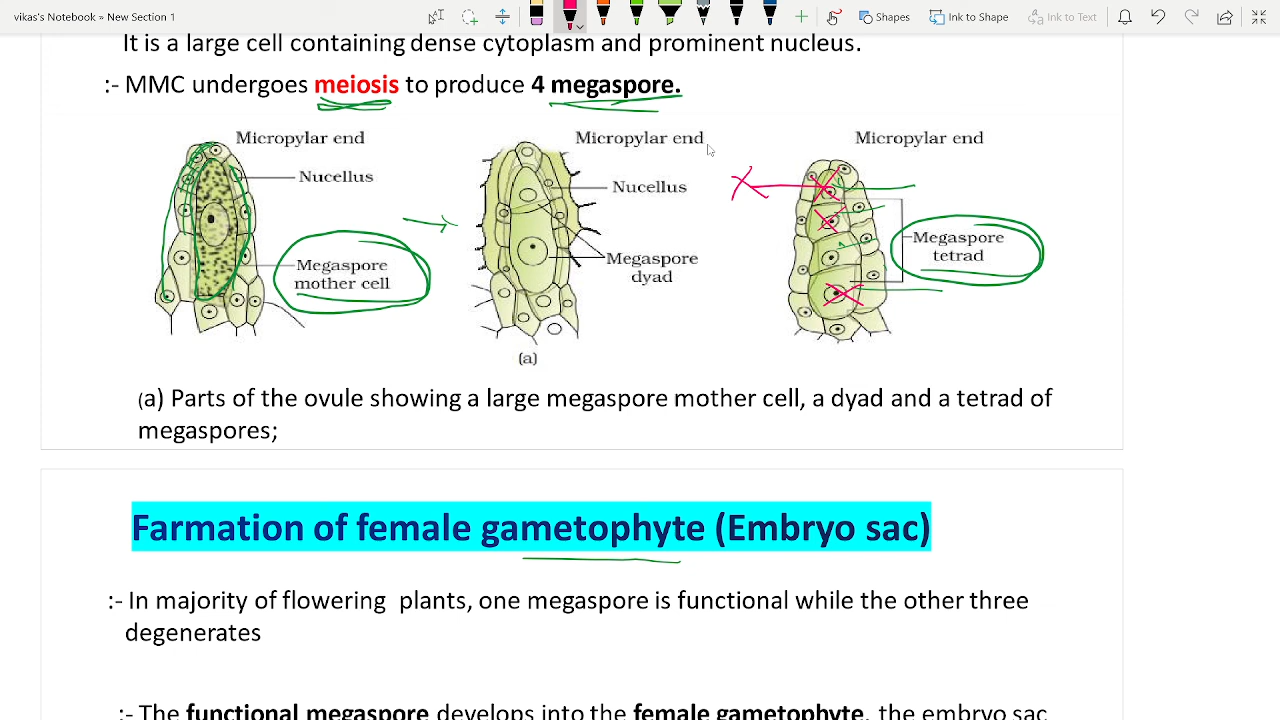 vikas's Notebook » New Section 1
Shapes
Ink to Shape
Ink to Text
It is a large cell containing dense cytoplasm and prominent nucleus.
:- MMC undergoes meiosis to produce 4 megaspore.
Micropylar end
Micropylar end
Micropylar end
Nucellus
Nucellus
Megaspore
mother cell
Megaspore
dyad
Megaspore
tetrad
(a)
(a) Parts of the ovule showing a large megaspore mother cell, a dyad and a tetrad of
megaspores;
Farmation of female gametophyte (Embryo sac)
:- In majority of flowering plants, one megaspore is functional while the other three
degenerates
:- The functional megaspore develops into the female gametophyte, the embryo sac